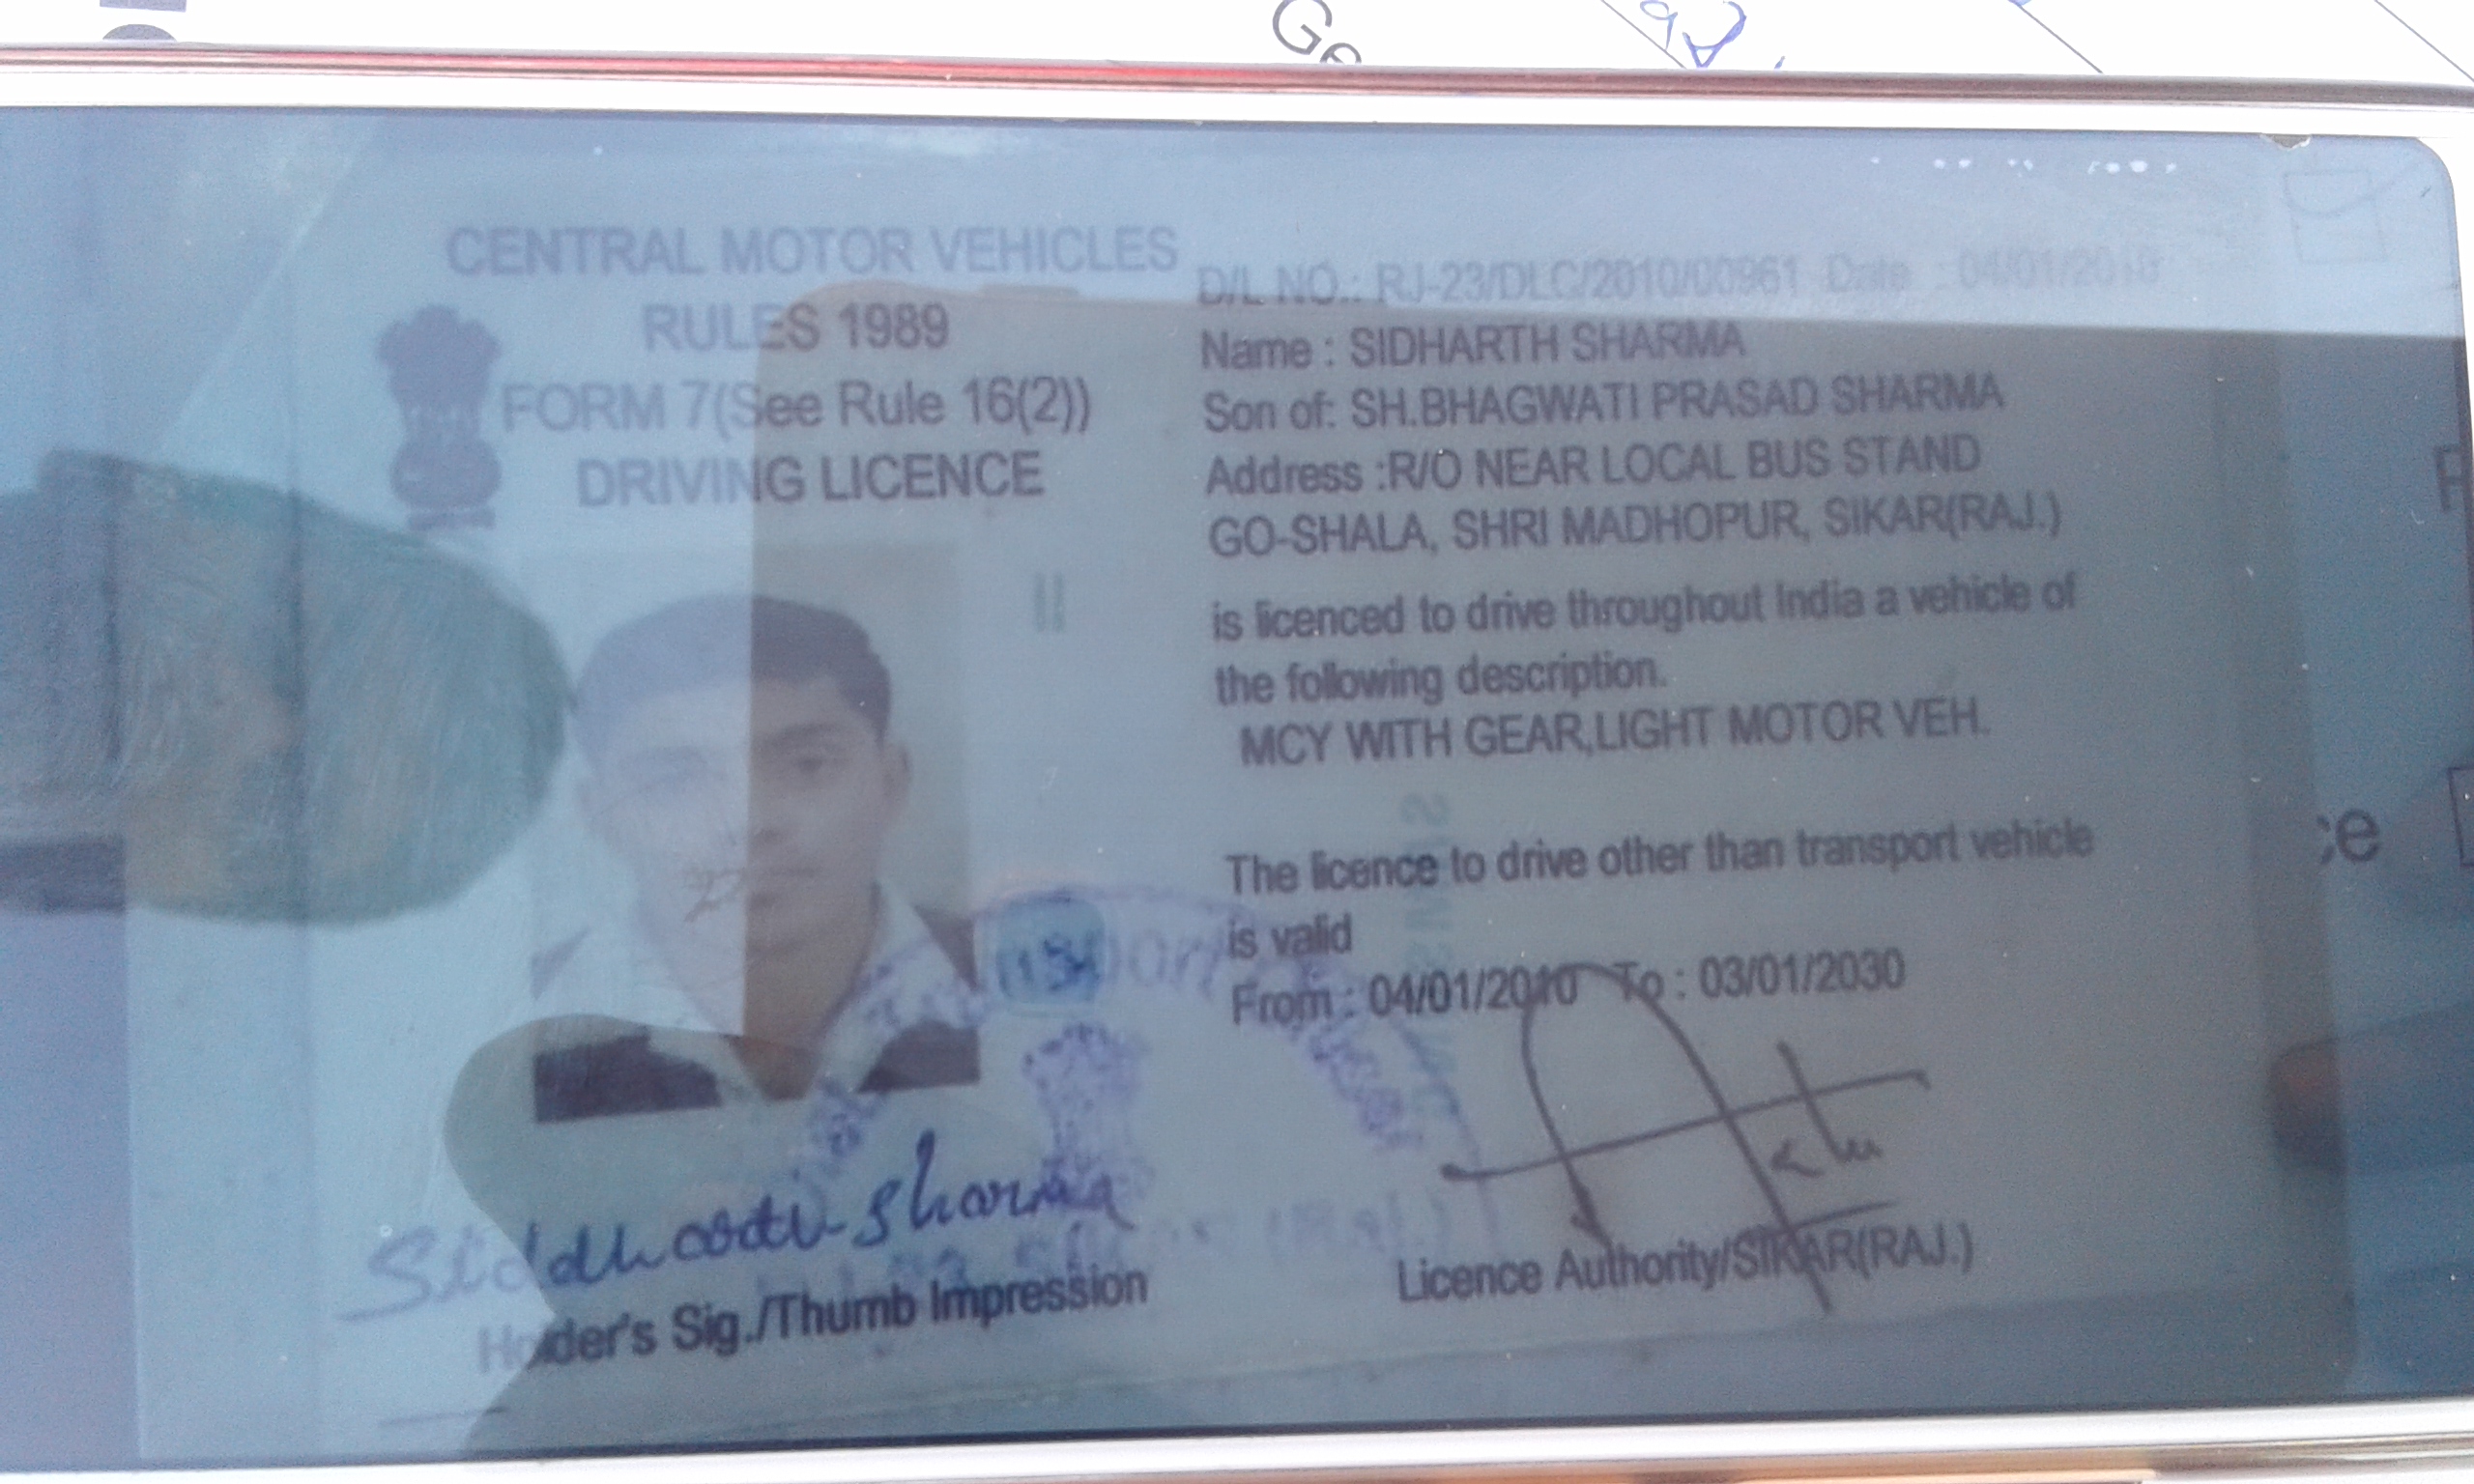 CENTRAL MOTOR VEHICLES
RULES 1989
FORM 7(See Rule 16(2))
DRIVING LICENCE
Siddharth Sharma
Holder's Sig./Thumb Impression
D/L NO.: RJ-23/DLC/2010/00961 Date : 04/01/2010
Name : SIDHARTH SHARMA
Son of: SH.BHAGWATI PRASAD SHARMA
Address :R/O NEAR LOCAL BUS STAND
GO-SHALA, SHRI MADHOPUR, SIKAR(RAJ.)
is licenced to drive throughout India a vehicle of
the following description.
MCY WITH GEAR,LIGHT MOTOR VEH.
The licence to drive other than transport vehicle
is valid
From : 04/01/2010 To : 03/01/2030
Licence Authority/SIKAR(RAJ.)
SAMSUNG